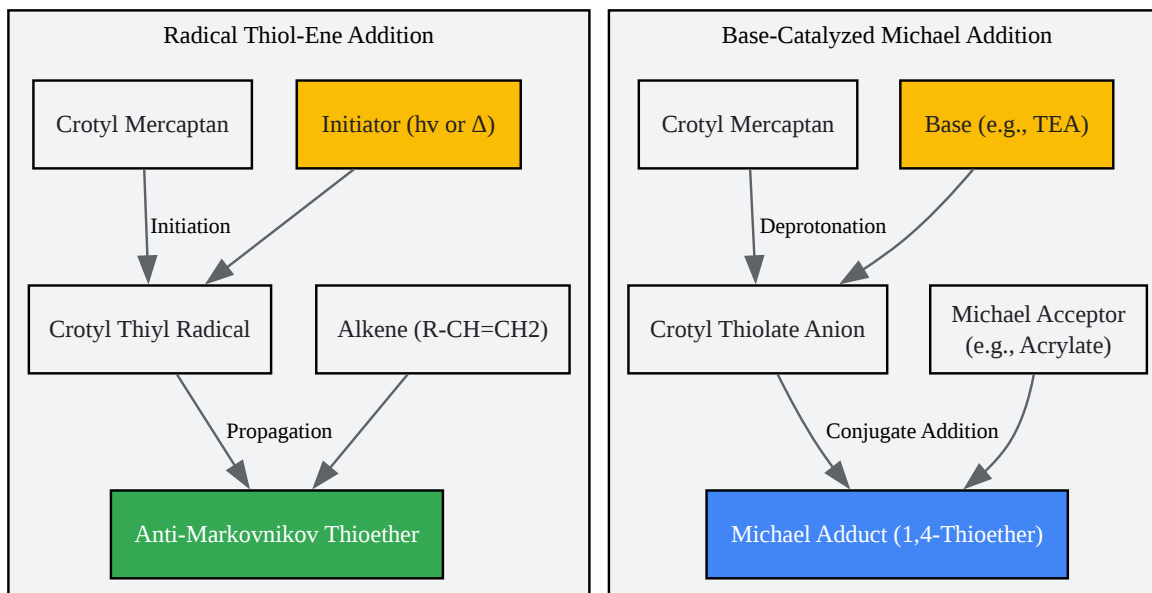 Radical Thiol-Ene Addition
Crotyl Mercaptan
Initiator (hv or Δ)
Initiation
Crotyl Thiyl Radical
Alkene (R-CH=CH2)
Propagation
Anti-Markovnikov Thioether
Base-Catalyzed Michael Addition
Crotyl Mercaptan
Base (e.g., TEA)
Deprotonation
Crotyl Thiolate Anion
Michael Acceptor
(e.g., Acrylate)
Conjugate Addition
Michael Adduct (1,4-Thioether)